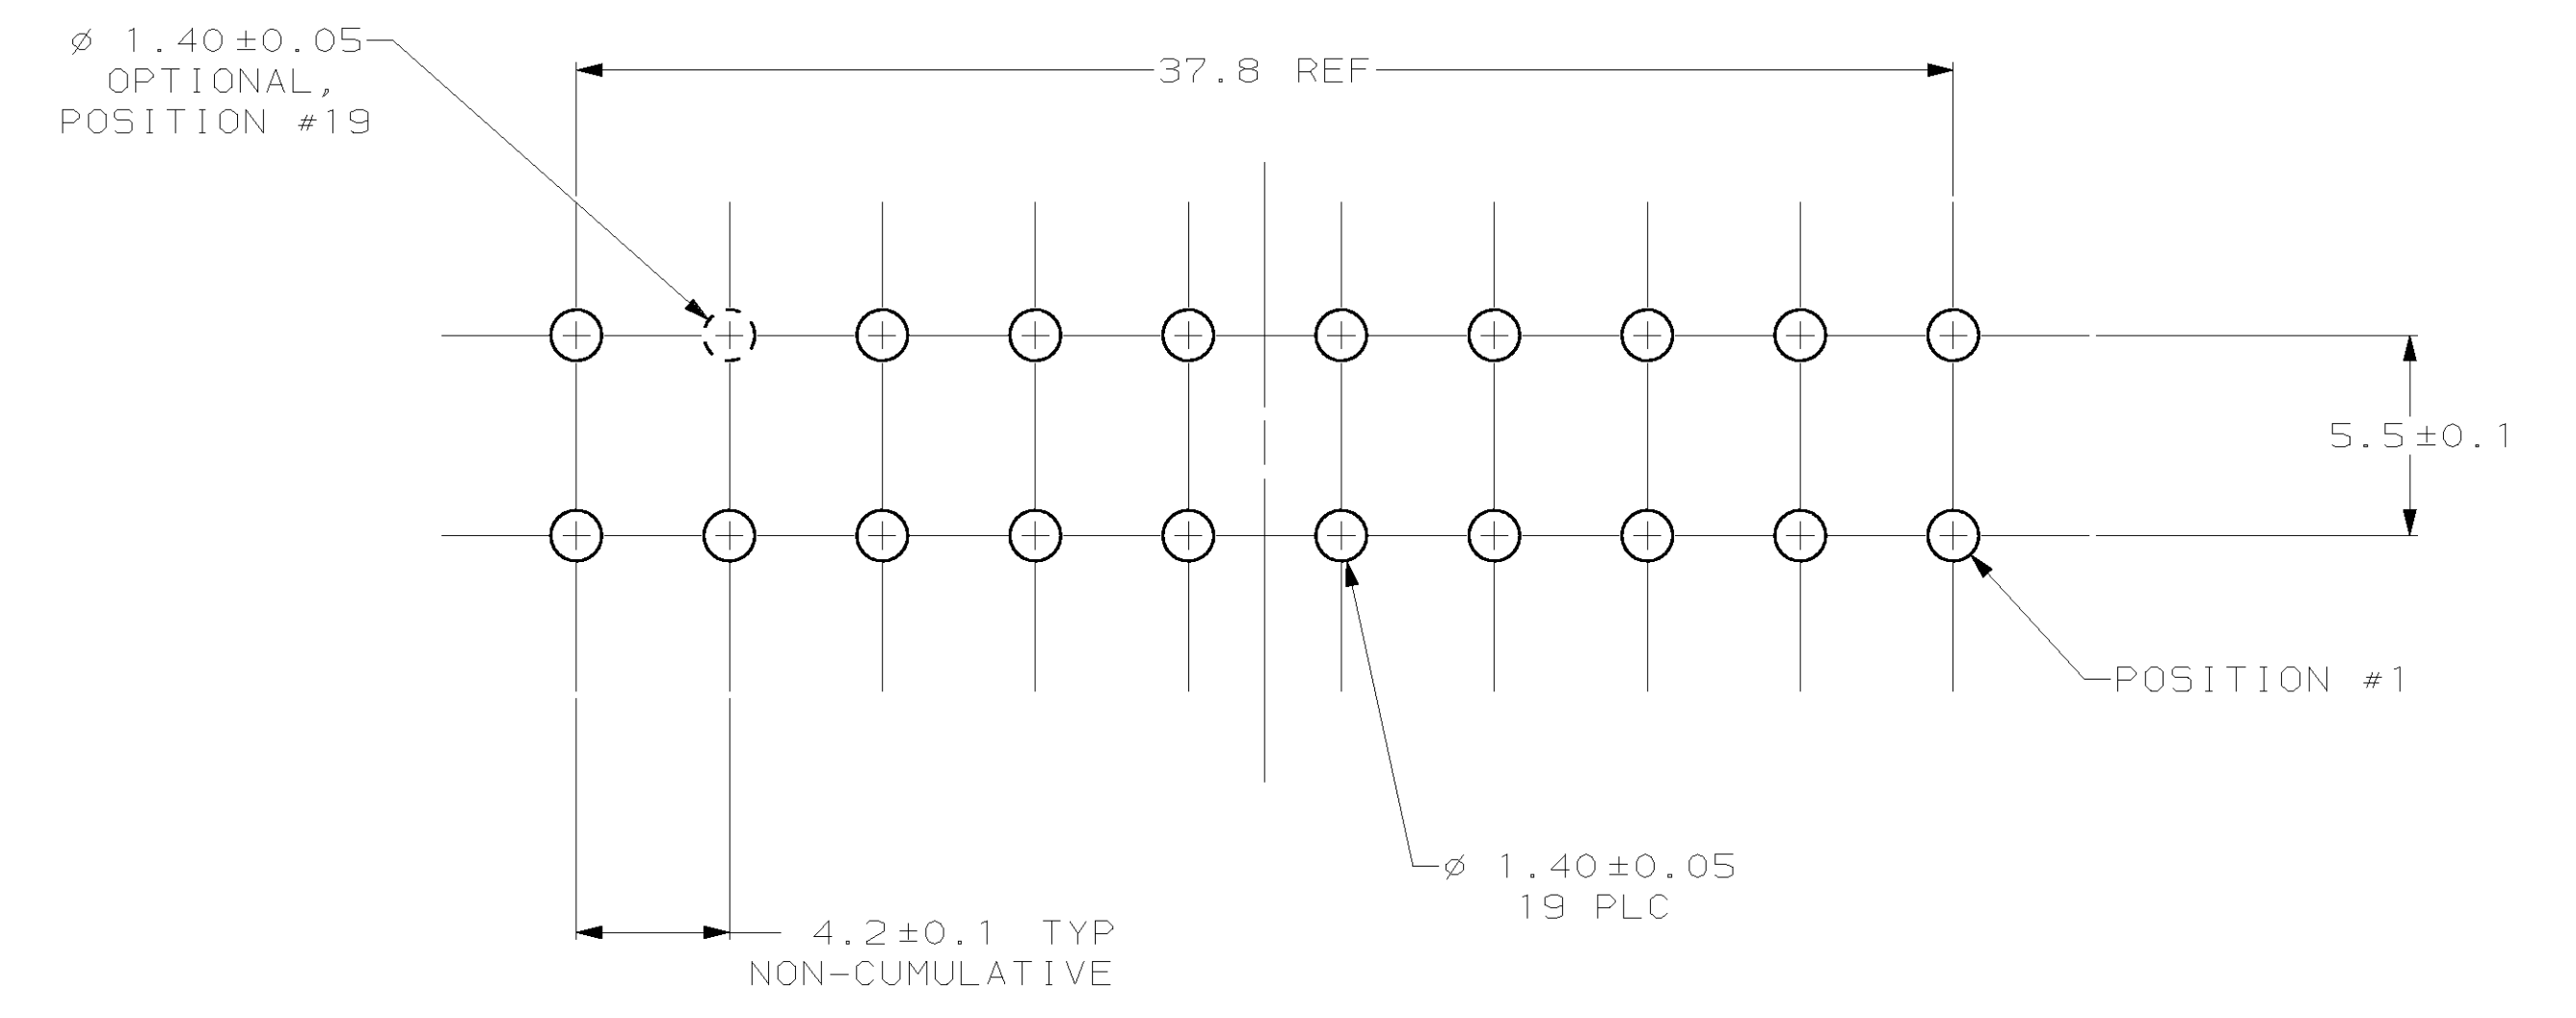 ⌀ 1.40±0.05
OPTIONAL,
POSITION #19
37.8 REF
5.5±0.1
POSITION #1
⌀ 1.40±0.05
19 PLC
4.2±0.1 TYP
NON-CUMULATIVE